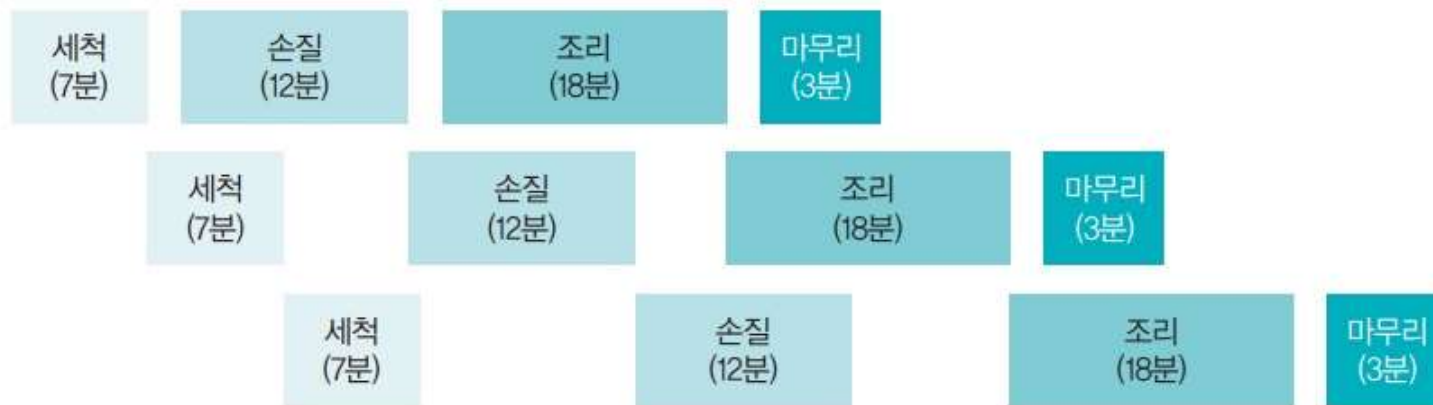 세척
(7분)
손질
(12분)
조리
(18분)
마무리
(3분)
세척
(7분)
손질
(12분)
조리
(18분)
마무리
(3분)
세척
(7분)
손질
(12분)
조리
(18분)
마무리
(3분)